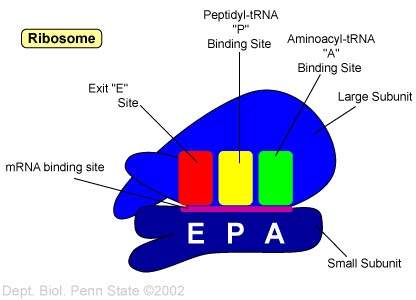 Ribosome
Peptidyl-tRNA
"P"
Binding Site
Aminoacyl-tRNA
"A"
Binding Site
Exit "E"
Site
Large Subunit
mRNA binding site
E P A
Small Subunit
Dept. Biol. Penn State ©2002